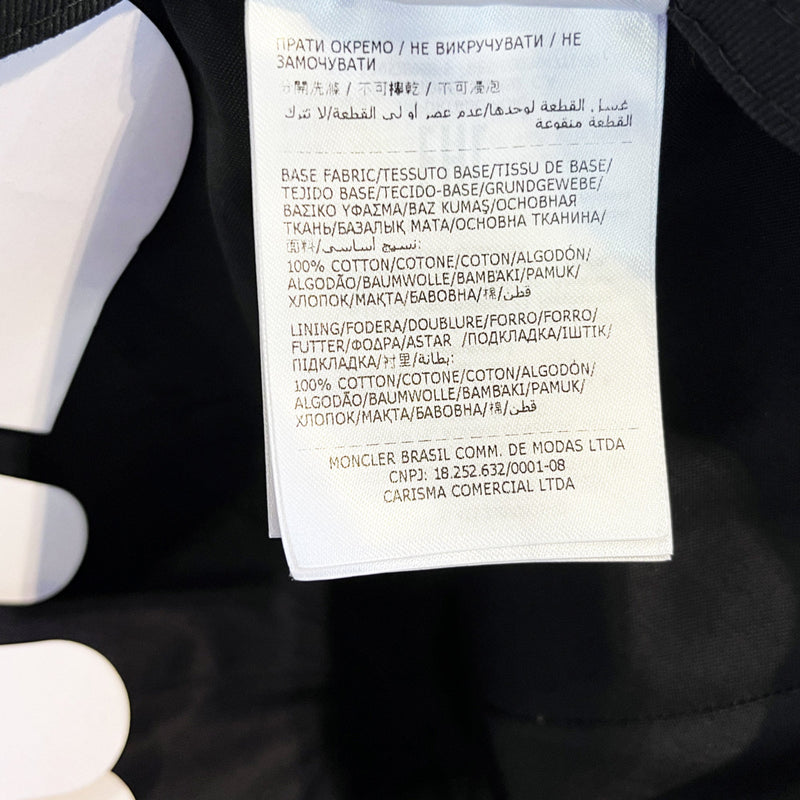 ПРАТИ ОКРЕМО / НЕ ВИКРУЧУВАТИ / НЕ
ЗАМОЧУВАТИ
分開洗滌 / 不可擰乾 / 不可浸泡
غسل القطعة لوحدها/عدم عصر أو لي القطعة/لا تترك
القطعة منقوعة
BASE FABRIC/TESSUTO BASE/TISSU DE BASE/
TEJIDO BASE/TECIDO-BASE/GRUNDGEWEBE/
ΒΑΣΙΚΟ ΥΦΑΣΜΑ/BAZ KUMAŞ/ОСНОВНАЯ
ТКАНЬ/БАЗАЛЫҚ МАТА/ОСНОВНА ТКАНИНА/
面料/نسيج أساسي:
100% COTTON/COTONE/COTON/ALGODÓN/
ALGODÃO/BAUMWOLLE/ΒΑΜΒΑΚΙ/PAMUK/
ХЛОПОК/МАҚТА/БАВОВНА/棉/قطن
LINING/FODERA/DOUBLURE/FORRO/FORRO/
FUTTER/ΦΟΔΡΑ/ASTAR /ПОДКЛАДКА/ІШТІК/
ПІДКЛАДКА/衬里/بطانة:
100% COTTON/COTONE/COTON/ALGODÓN/
ALGODÃO/BAUMWOLLE/ΒΑΜΒΑΚΙ/PAMUK/
ХЛОПОК/МАҚТА/БАВОВНА/棉/قطن
MONCLER BRASIL COMM. DE MODAS LTDA
CNPJ: 18.252.632/0001-08
CARISMA COMERCIAL LTDA